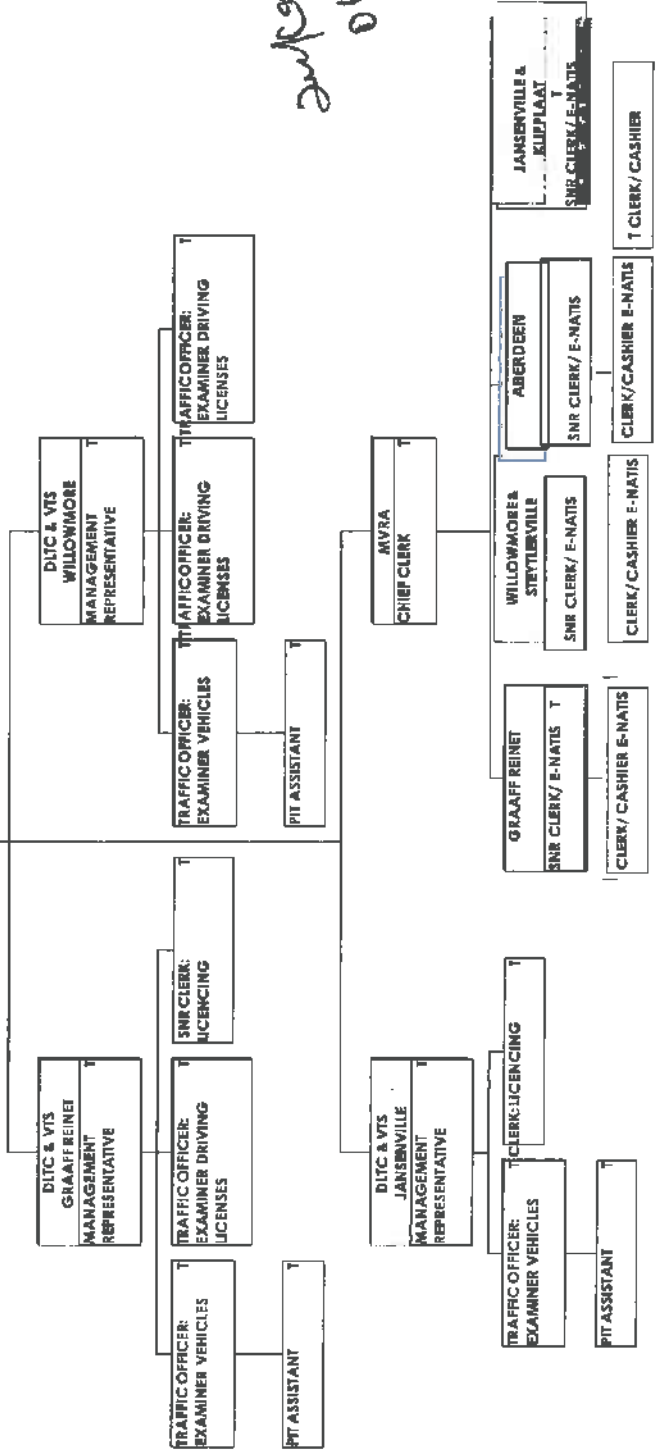 DLTC & VTS
GRAAFF REINET
MANAGEMENT T
REPRESENTATIVE
TRAFFIC OFFICER: T
EXAMINER VEHICLES
PIT ASSISTANT T
TRAFFIC OFFICER: T
EXAMINER DRIVING
LICENSES
SNR CLERK: T
LICENCING
DLTC & VTS
WILLOWMORE
MANAGEMENT T
REPRESENTATIVE
TRAFFIC OFFICER: T
EXAMINER VEHICLES
PIT ASSISTANT T
TRAFFIC OFFICER: T
EXAMINER DRIVING
LICENSES
TRAFFIC OFFICER: T
EXAMINER DRIVING
LICENSES
DLTC & VTS
JANSENVILLE
MANAGEMENT T
REPRESENTATIVE
TRAFFIC OFFICER: T
EXAMINER VEHICLES
PIT ASSISTANT T
CLERK: LICENCING T
MVRA
CHIEF CLERK T
GRAAFF REINET
SNR CLERK/ E-NATIS T
CLERK/ CASHIER E-NATIS
WILLOWMORE &
STEYTLERVILLE
SNR CLERK/ E-NATIS
CLERK/CASHIER E-NATIS
ABERDEEN
SNR CLERK/ E-NATIS
CLERK/CASHIER E-NATIS
JANSENVILLE &
KLIPPLAAT
T
SNR CLERK/ E-NATIS
T CLERK/ CASHIER